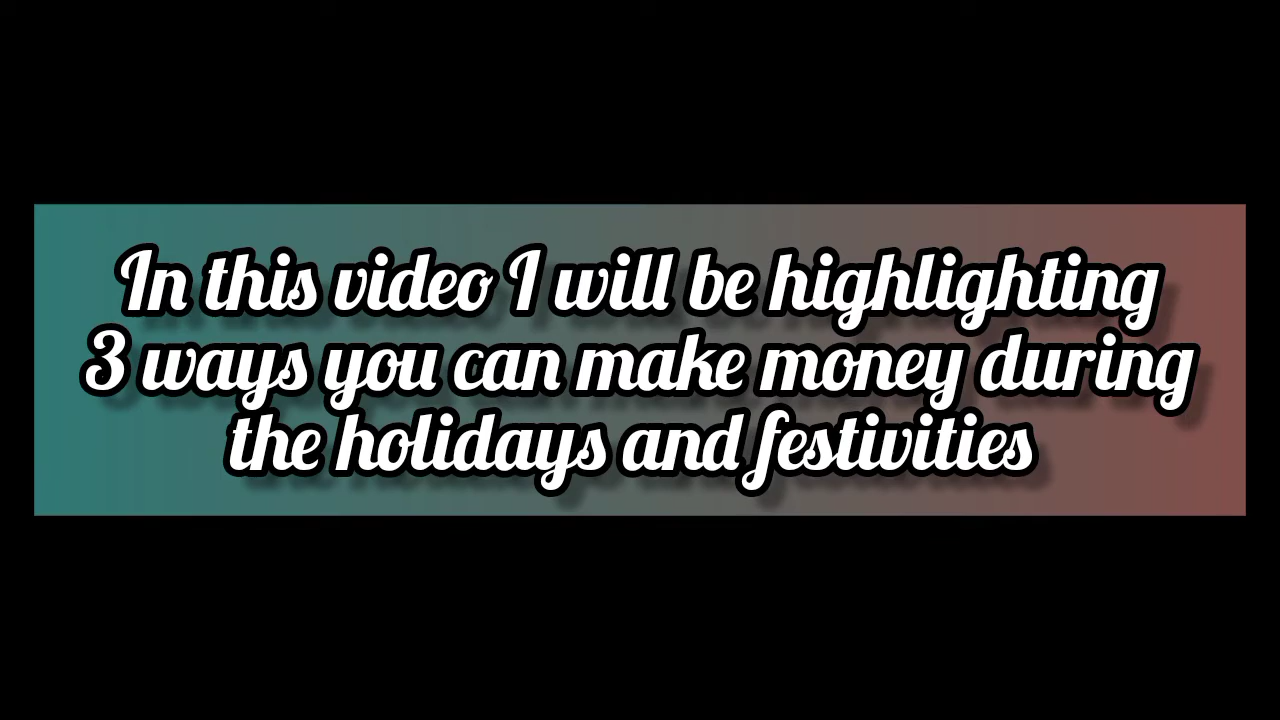 In this video I will be highlighting
3 ways you can make money during
the holidays and festivities